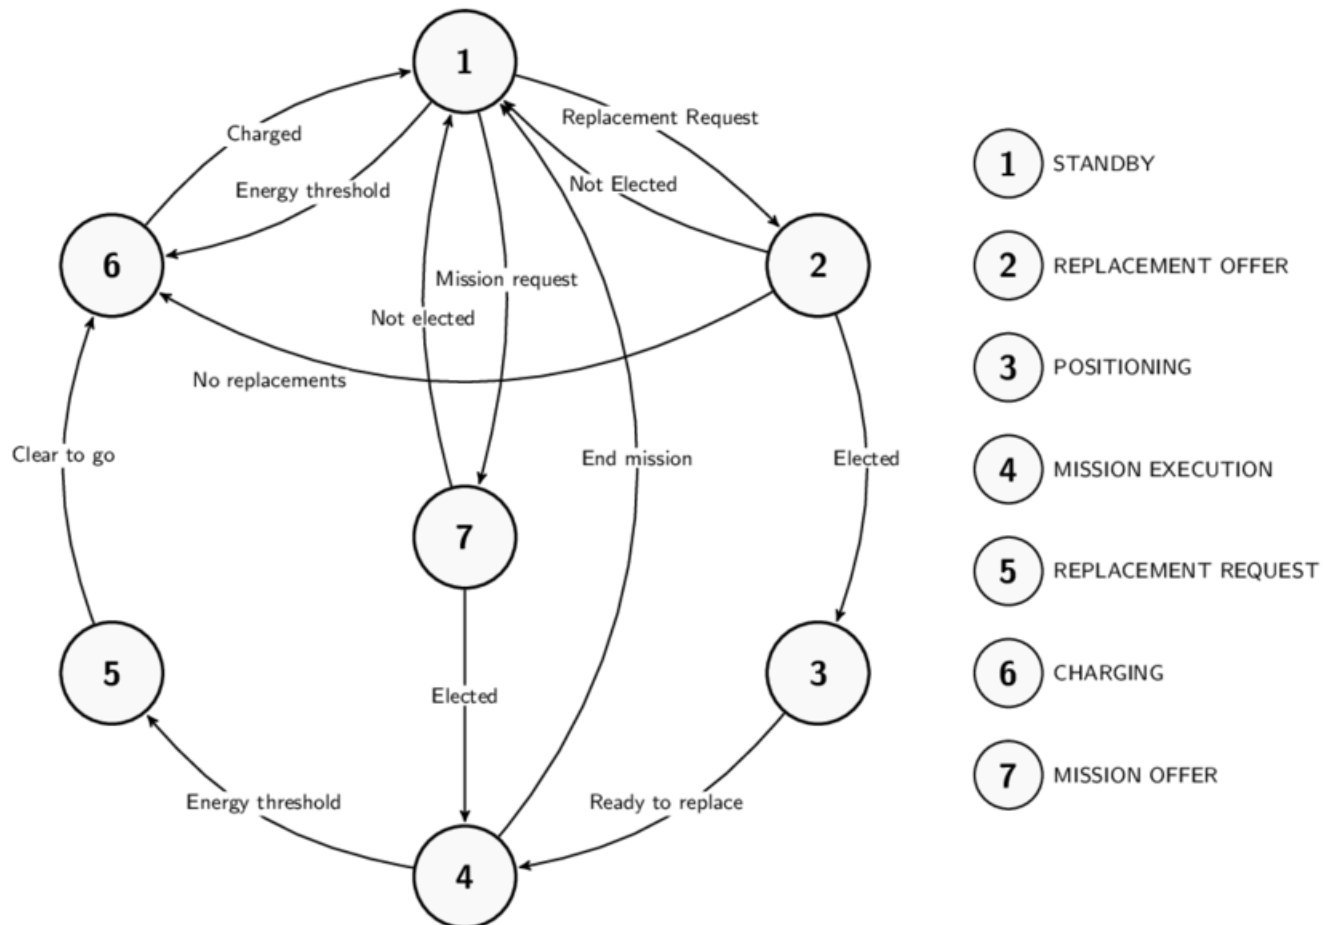 1
Replacement Request
Charged
Not Elected
Energy threshold
6
2
Mission request
Not elected
No replacements
Clear to go
End mission
Elected
7
5
3
Elected
Energy threshold
Ready to replace
4
1 STANDBY
2 REPLACEMENT OFFER
3 POSITIONING
4 MISSION EXECUTION
5 REPLACEMENT REQUEST
6 CHARGING
7 MISSION OFFER